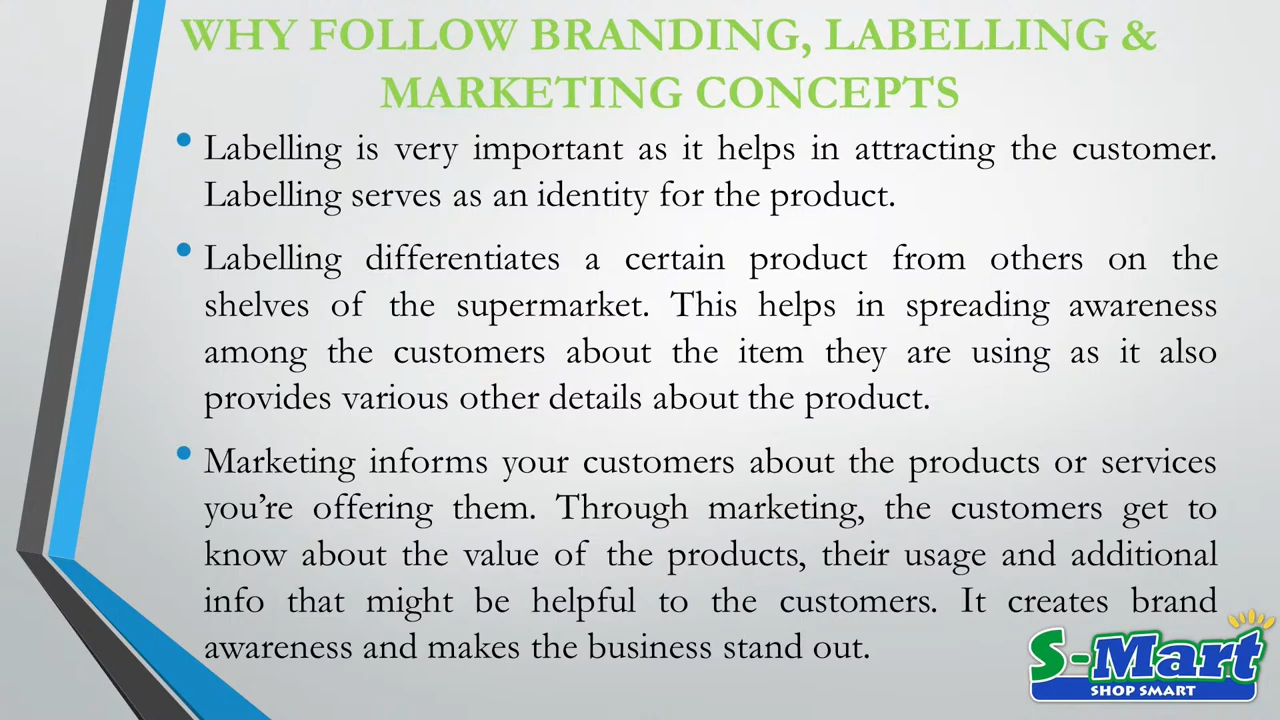 WHY FOLLOW BRANDING, LABELLING &
MARKETING CONCEPTS
• Labelling is very important as it helps in attracting the customer.
Labelling serves as an identity for the product.
• Labelling differentiates a certain product from others on the
shelves of the supermarket. This helps in spreading awareness
among the customers about the item they are using as it also
provides various other details about the product.
• Marketing informs your customers about the products or services
you’re offering them. Through marketing, the customers get to
know about the value of the products, their usage and additional
info that might be helpful to the customers. It creates brand
awareness and makes the business stand out.
S-Mart
SHOP SMART